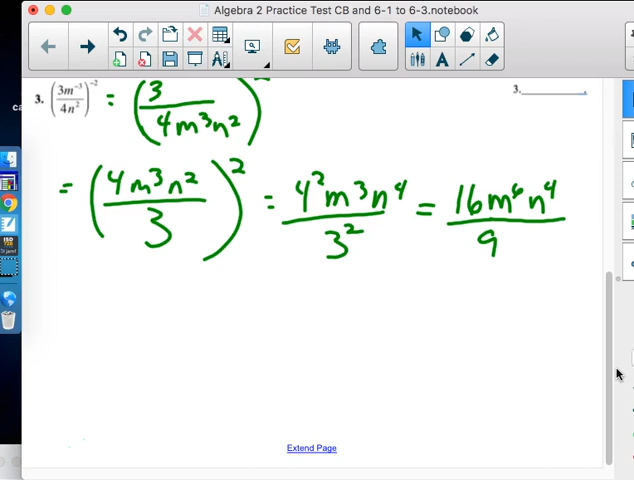 Algebra 2 Practice Test CB and 6-1 to 6-3.notebook
3. (3m⁻³/4n²)⁻² = (3/4m³n²)⁻² 3.________.
= (4m³n²/3)² = 4²m³n⁴/3² = 16m⁶n⁴/9
Extend Page